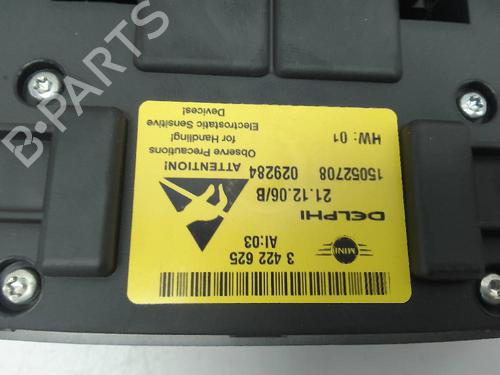 MINI
3 422 625
AI:03
DELPHI
21.12.06/B
15052708 029284
HW: 01
ATTENTION!
Observe Precautions
for Handling!
Electrostatic Sensitive
Devices!
B-PARTS